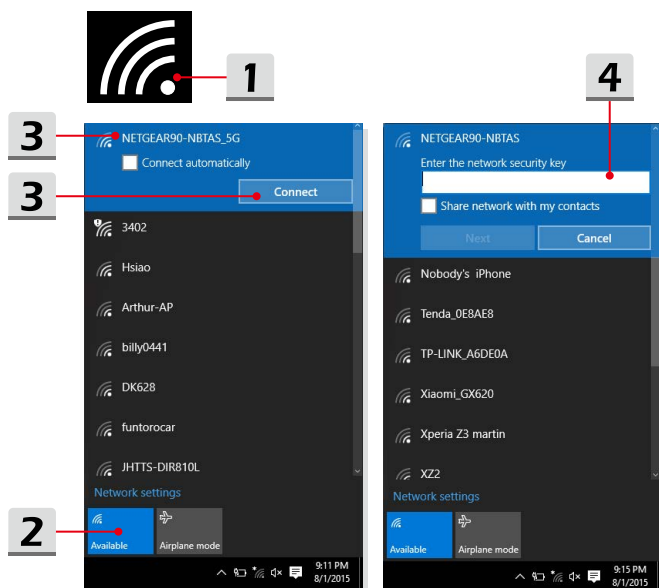 1
4
3
NETGEAR90-NBTAS_5G
Connect automatically
3
Connect
3402
Hsiao
Arthur-AP
billy0441
DK628
funtorocar
JHTTS-DIR810L
Network settings
2
Available
Airplane mode
9:11 PM
8/1/2015
NETGEAR90-NBTAS
Enter the network security key
Share network with my contacts
Next
Cancel
Nobody's iPhone
Tenda_0E8AE8
TP-LINK_A6DE0A
Xiaomi_GX620
Xperia Z3 martin
XZ2
Network settings
Available
Airplane mode
9:15 PM
8/1/2015